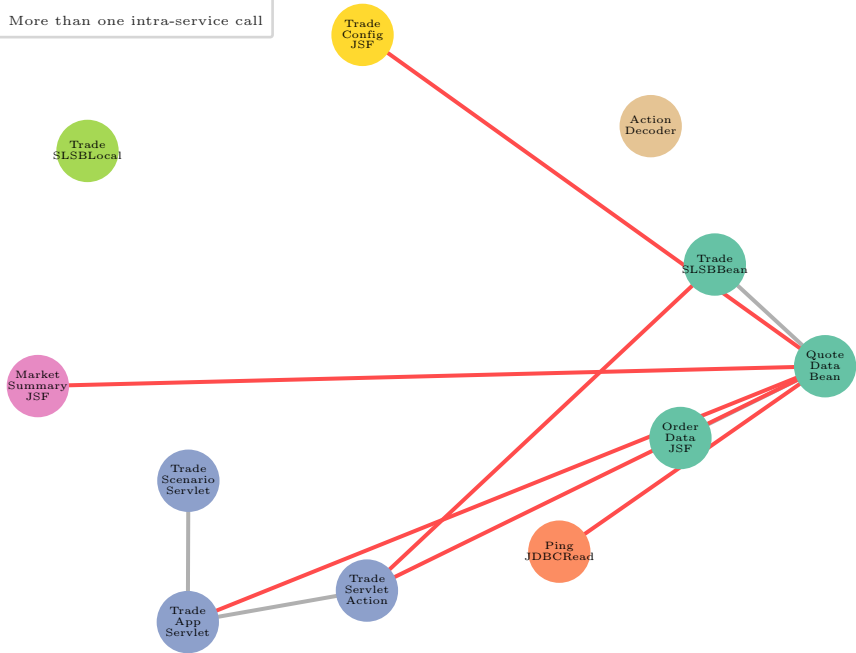 More than one intra-service call
Trade
Config
JSF
Action
Decoder
Trade
SLSBLocal
Trade
SLSBBean
Quote
Data
Bean
Market
Summary
JSF
Order
Data
JSF
Trade
Scenario
Servlet
Ping
JDBCRead
Trade
Servlet
Action
Trade
App
Servlet